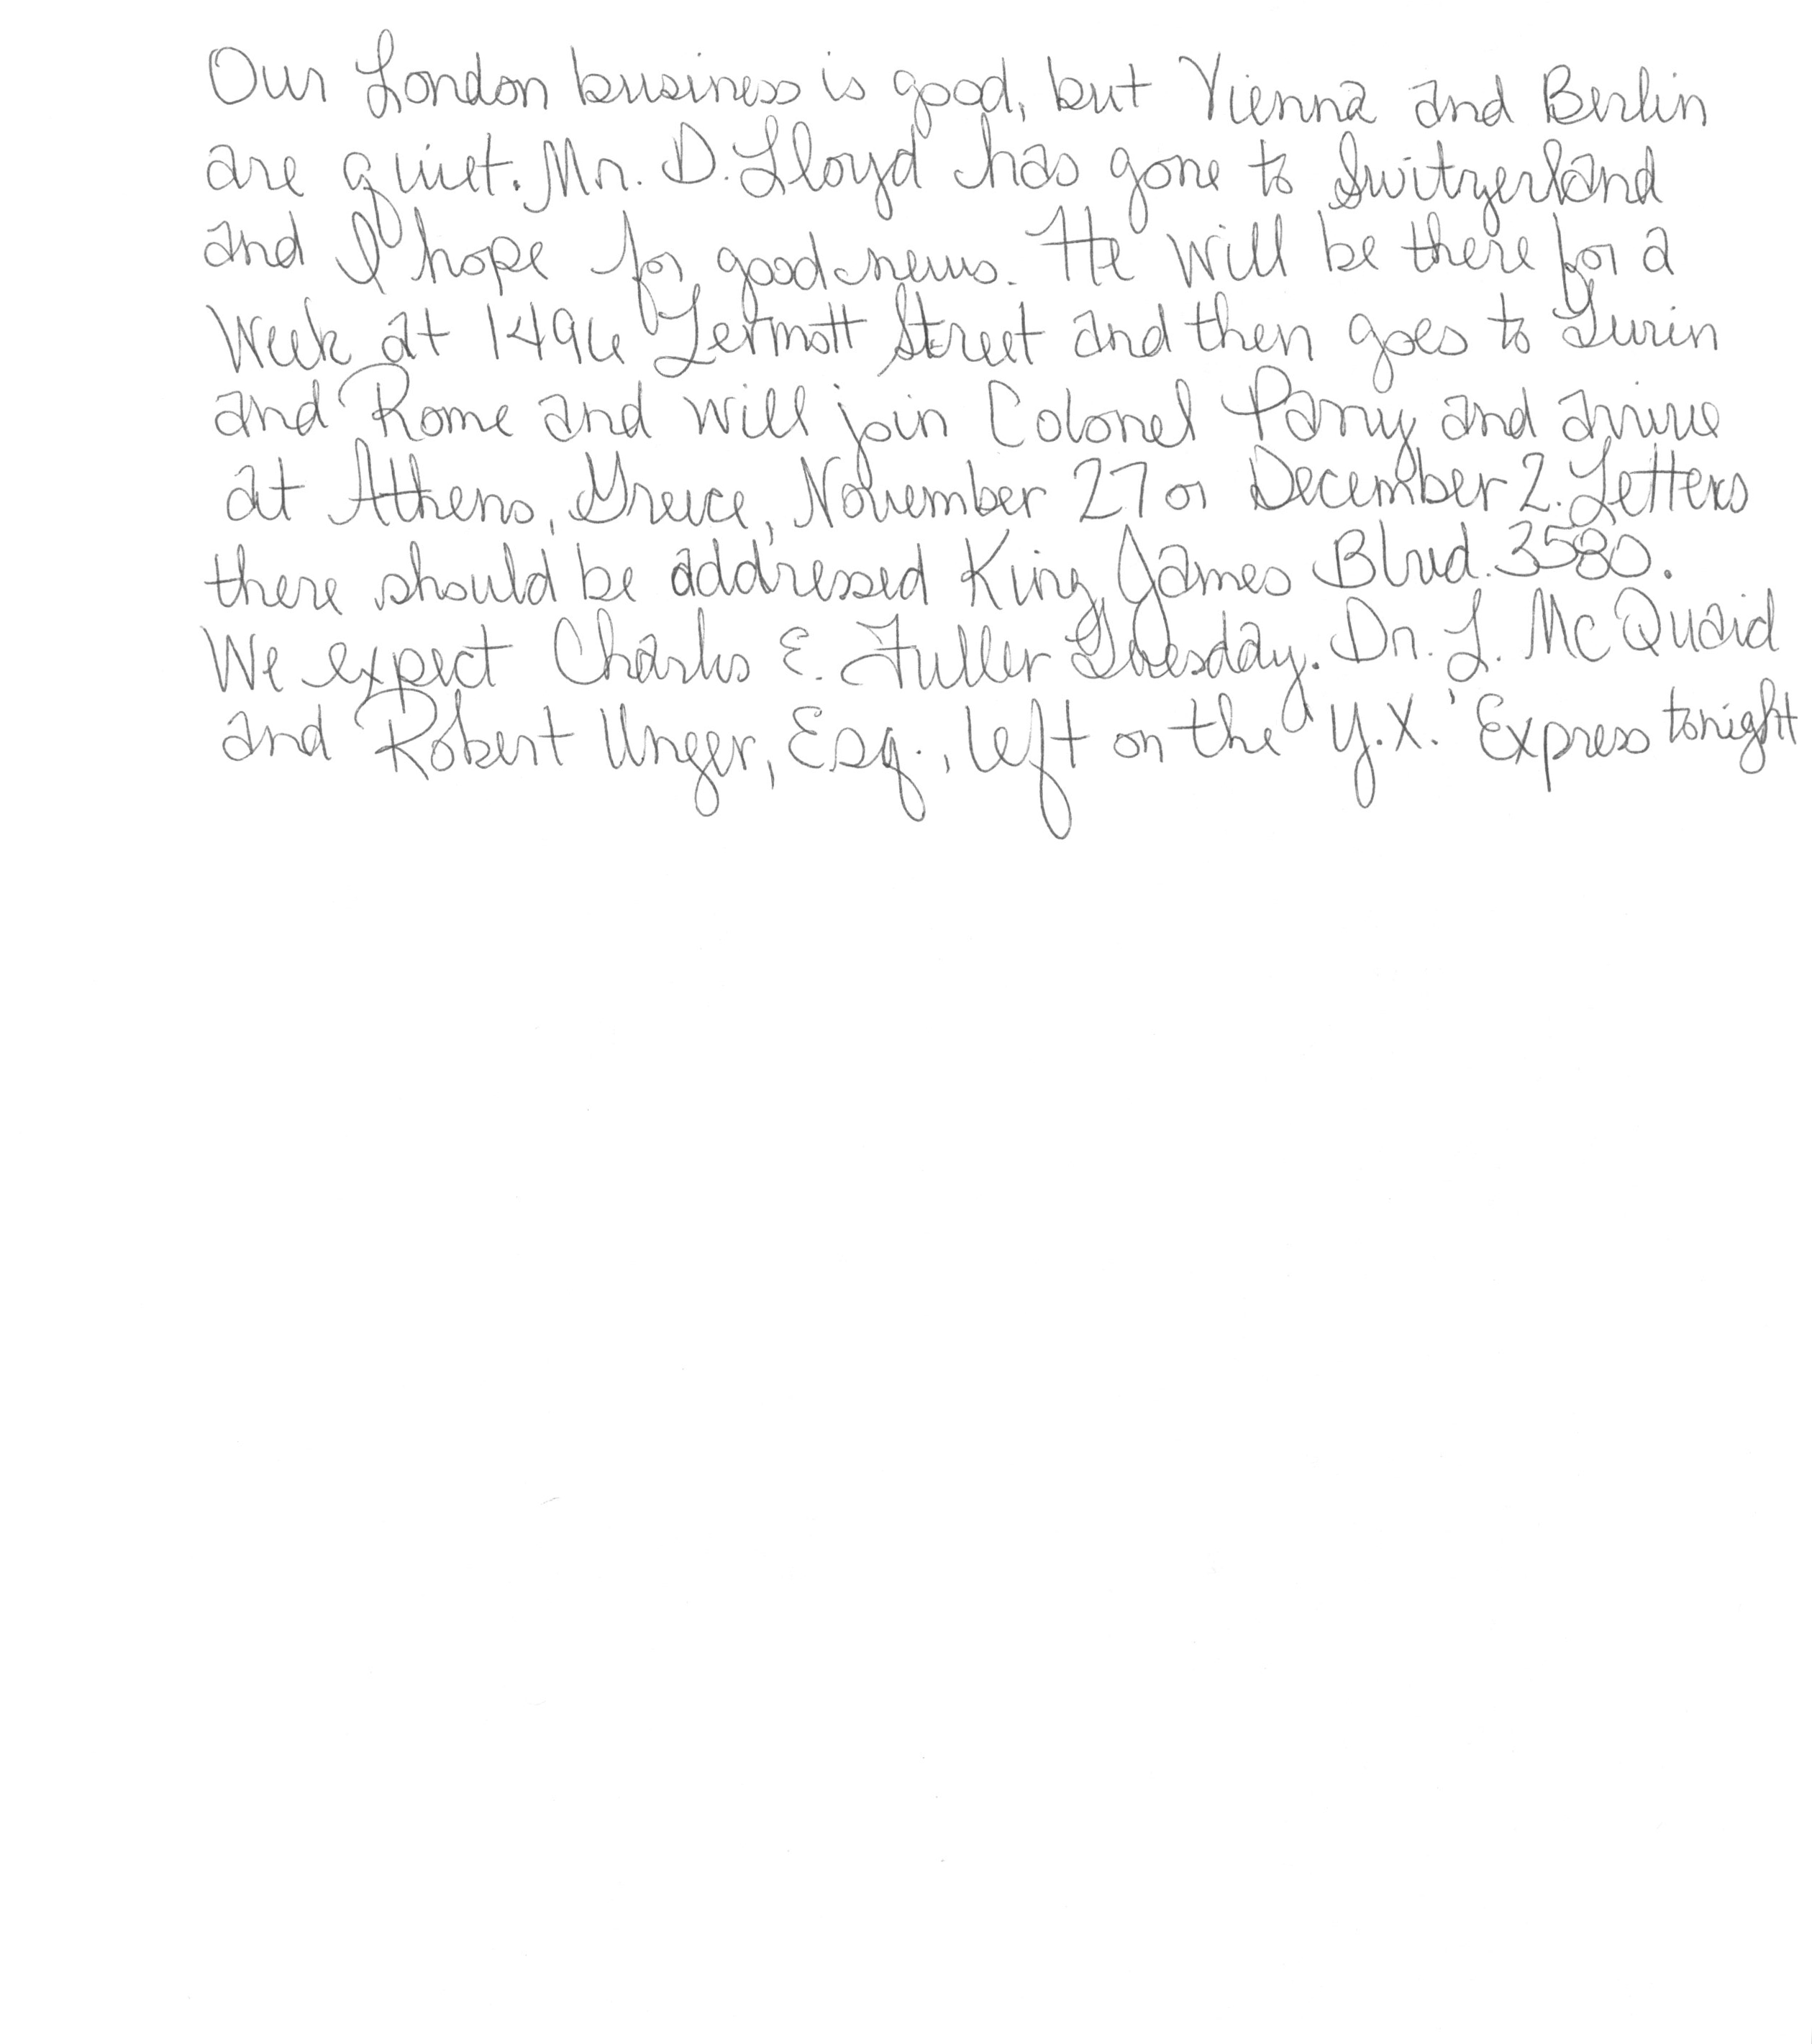 Our London business is good, but Vienna and Berlin
are quiet. Mr. D. Lloyd has gone to Switzerland
and I hope for good news. He will be there for a
week at 1496 Zermott Street and then goes to Turin
and Rome and will join Colonel Parry and arrive
at Athens, Greece, November 27 or December 2. Letters
there should be addressed King James Blvd. 3580.
We expect Charles E. Fuller Tuesday. Dr. L. McQuaid
and Robert Unger, Esq., left on the 'Y.X.' Express tonight